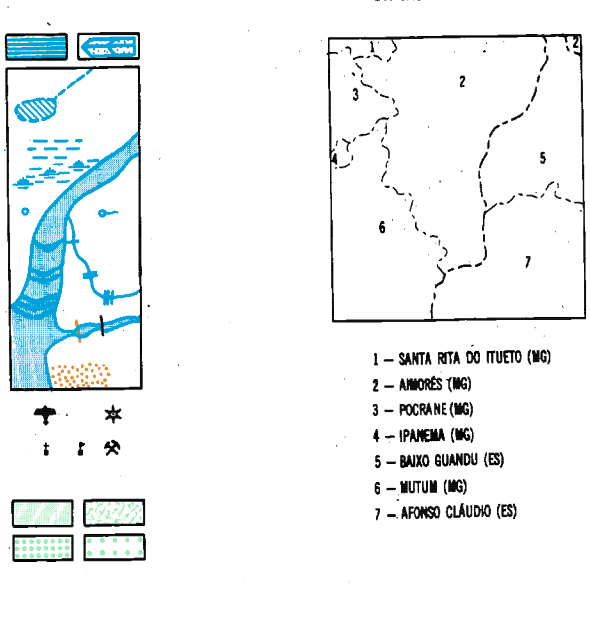 1
2
2
3
4
5
6
7
1 — SANTA RITA DO ITUETO (MG)
2 — AIMORÉS (MG)
3 — POCRANE (MG)
4 — IPANEMA (MG)
5 — BAIXO GUANDU (ES)
6 — MUTUM (MG)
7 — AFONSO CLÁUDIO (ES)